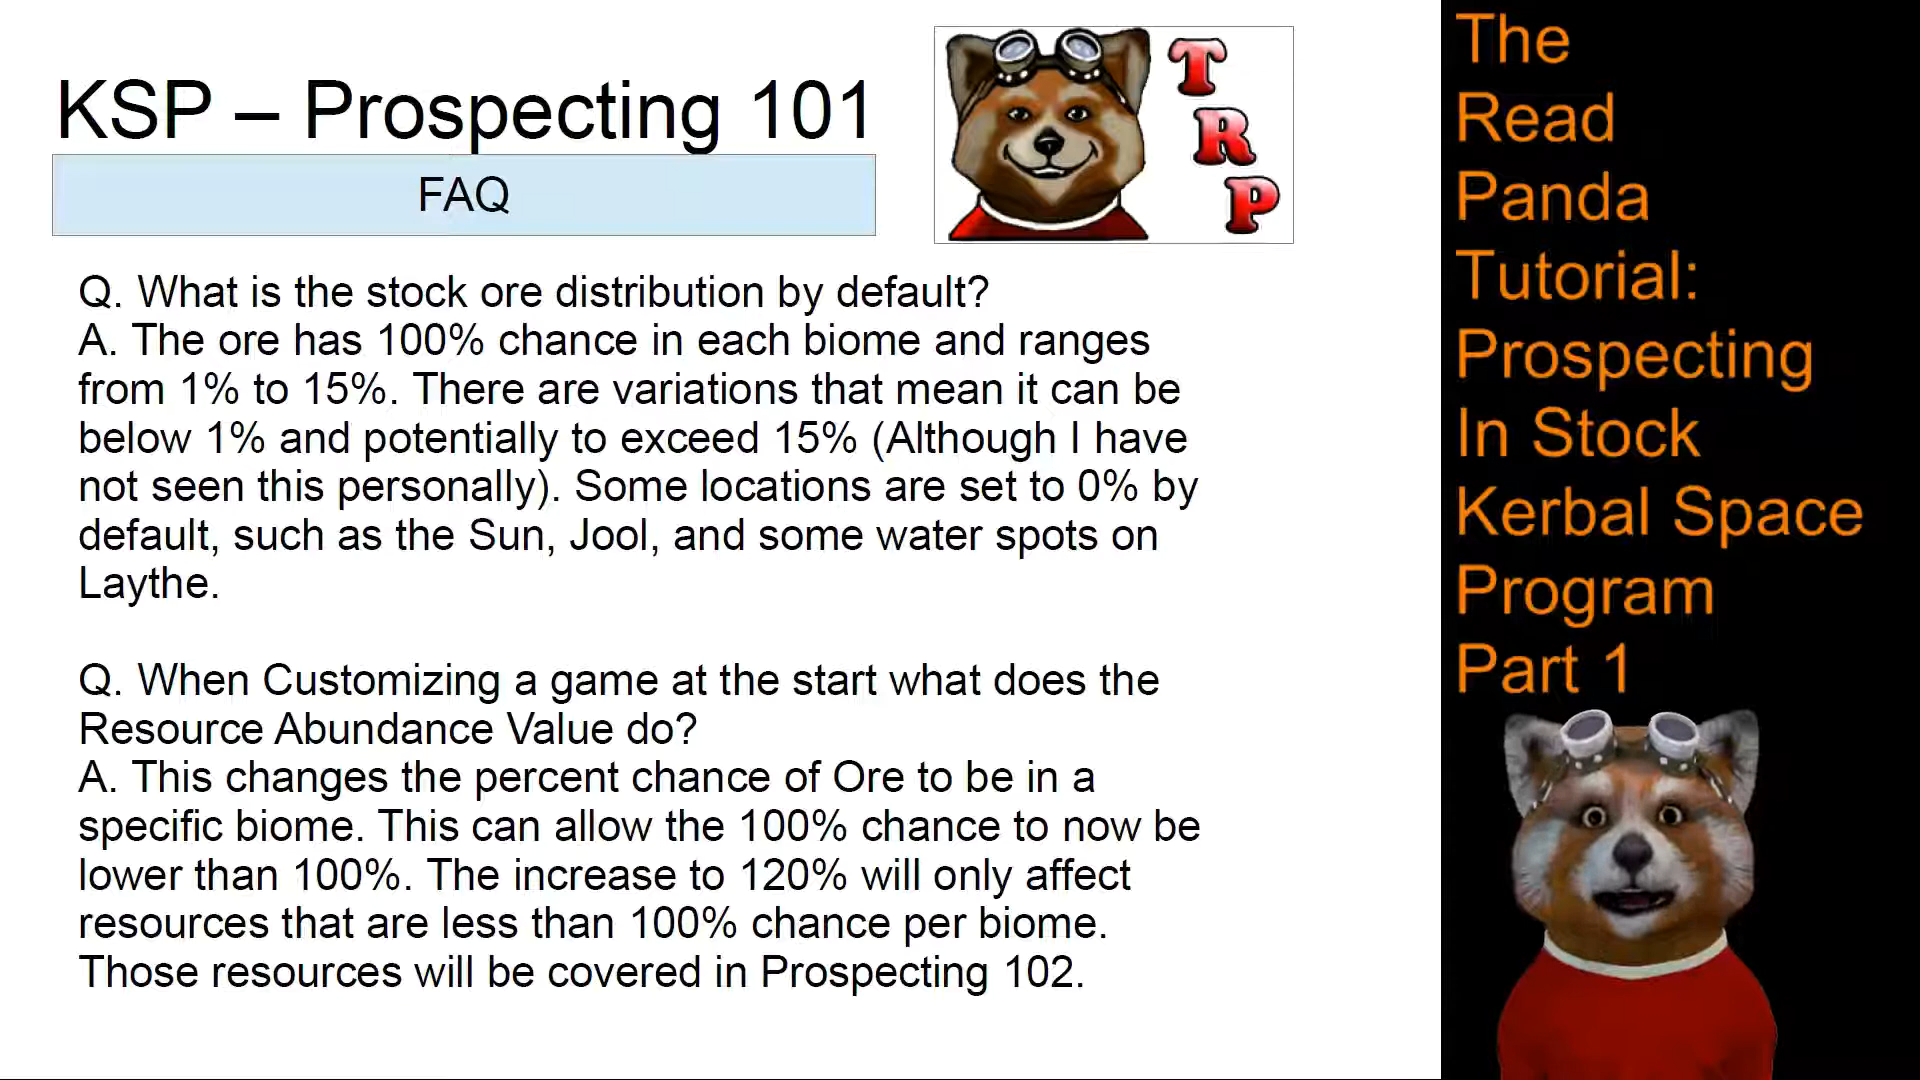 KSP – Prospecting 101
FAQ
T
R
P
Q. What is the stock ore distribution by default?
A. The ore has 100% chance in each biome and ranges
from 1% to 15%. There are variations that mean it can be
below 1% and potentially to exceed 15% (Although I have
not seen this personally). Some locations are set to 0% by
default, such as the Sun, Jool, and some water spots on
Laythe.
Q. When Customizing a game at the start what does the
Resource Abundance Value do?
A. This changes the percent chance of Ore to be in a
specific biome. This can allow the 100% chance to now be
lower than 100%. The increase to 120% will only affect
resources that are less than 100% chance per biome.
Those resources will be covered in Prospecting 102.
The
Read
Panda
Tutorial:
Prospecting
In Stock
Kerbal Space
Program
Part 1